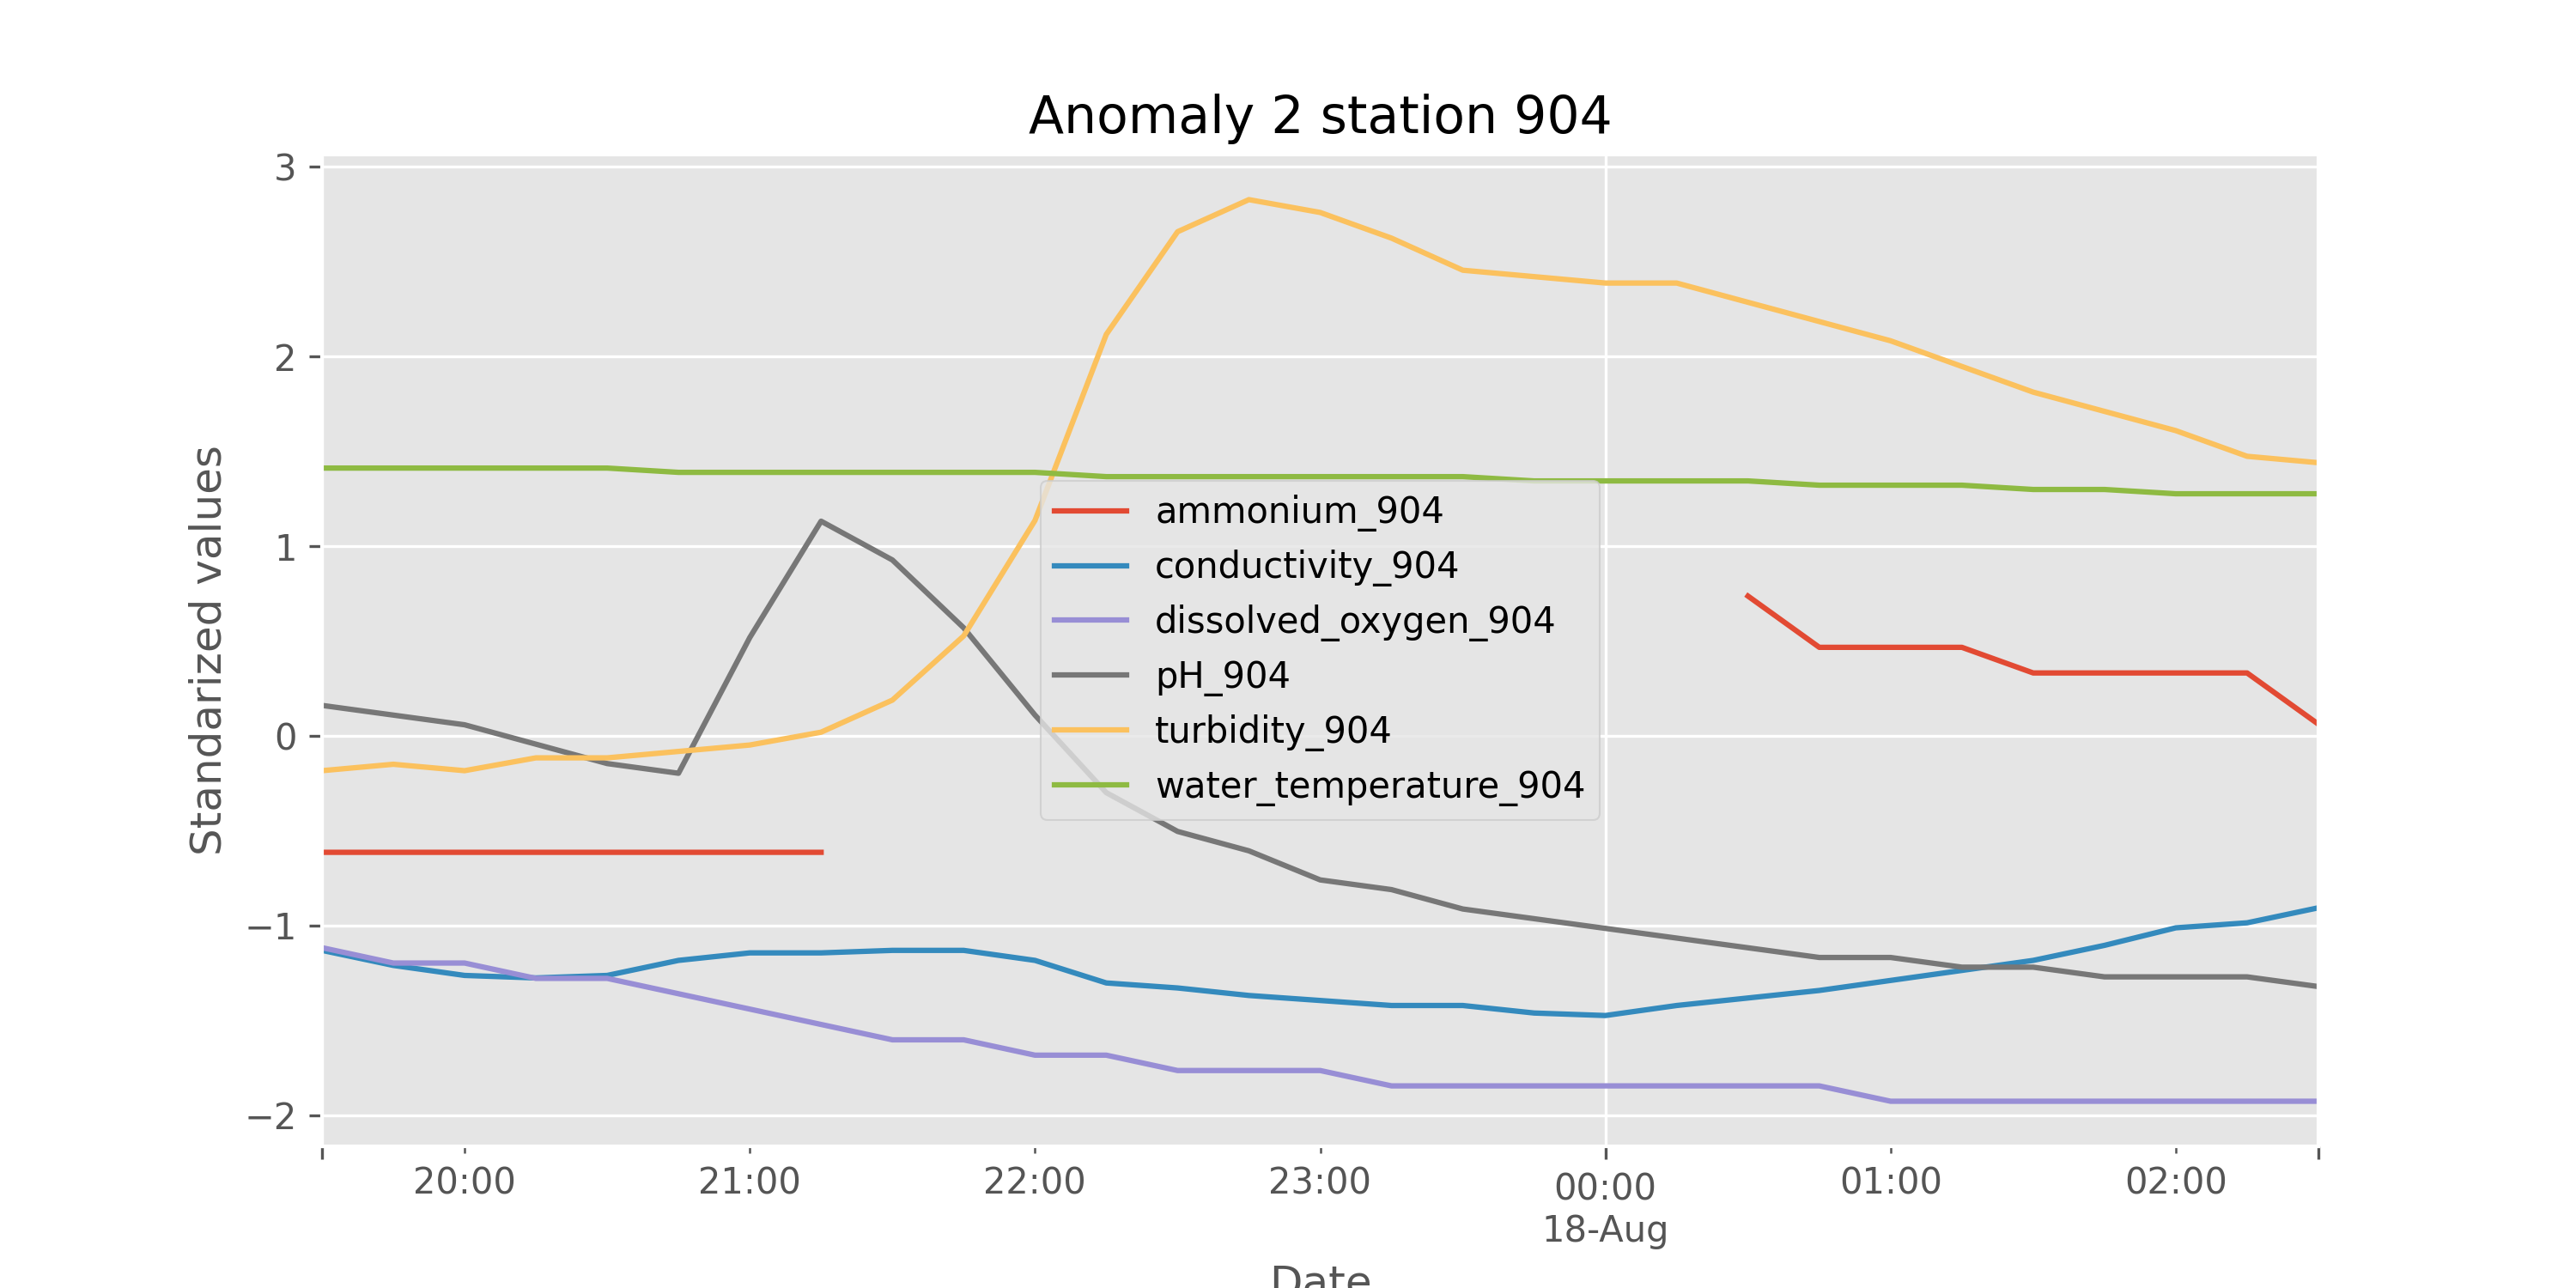 Anomaly 2 station 904
3
2
1
0
−1
−2
Standarized values
ammonium_904
conductivity_904
dissolved_oxygen_904
pH_904
turbidity_904
water_temperature_904
20:00 21:00 22:00 23:00 00:00 01:00 02:00
18-Aug
Date